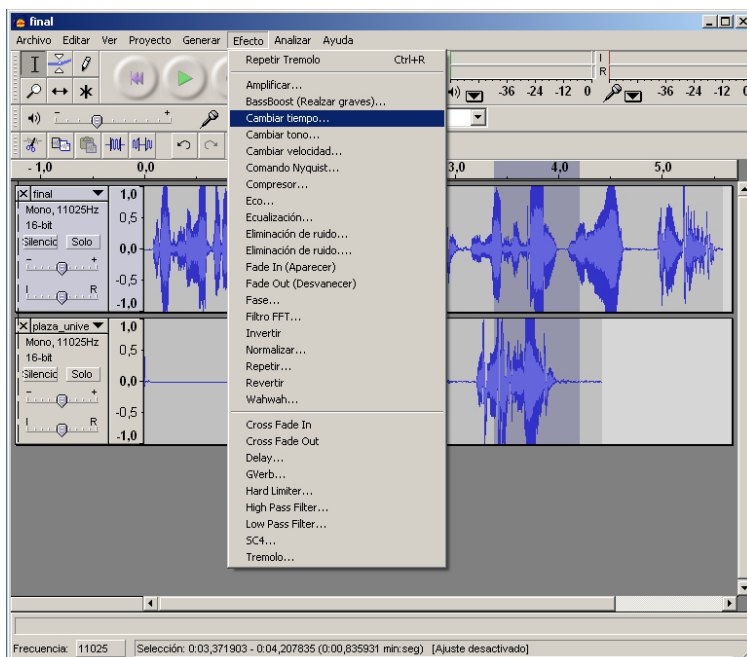 final
Archivo Editar Ver Proyecto Generar Efecto Analizar Ayuda
Repetir Tremolo Ctrl+R
Amplificar...
BassBoost (Realzar graves)...
Cambiar tiempo...
Cambiar tono...
Cambiar velocidad...
Comando Nyquist...
Compresor...
Eco...
Ecualización...
Eliminación de ruido...
Eliminación de ruido....
Fade In (Aparecer)
Fade Out (Desvanecer)
Fase...
Filtro FFT...
Invertir
Normalizar...
Repetir...
Revertir
Wahwah...
Cross Fade In
Cross Fade Out
Delay...
GVerb...
Hard Limiter...
High Pass Filter...
Low Pass Filter...
SC4...
Tremolo...
I
R
-36 -24 -12 0
-36 -24 -12
- +
- 1,0 0,0 3,0 4,0 5,0
final
Mono, 11025Hz
16-bit
Silencic Solo
- +
I R
1,0
0,5
0,0
-0,5
-1,0
plaza_unive
Mono, 11025Hz
16-bit
Silencic Solo
- +
I R
1,0
0,5
0,0
-0,5
-1,0
Frecuencia: 11025 Selección: 0:03,371903 - 0:04,207835 (0:00,835931 min:seg) [Ajuste desactivado]